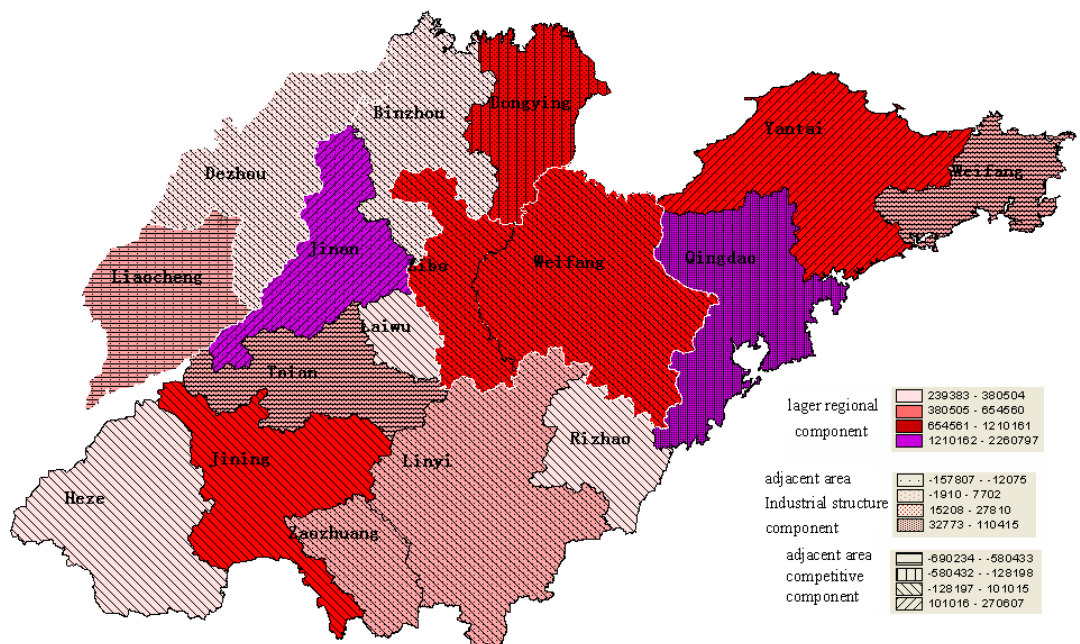 Binzhou
Dongying
Yantai
Weifang
Dezhou
Jinan
Qingdao
Liaocheng
Zibo
Weifang
Laiwu
Taian
Rizhao
Jining
Linyi
Heze
Zaozhuang
lager regional
component
239383 - 380504
380505 - 654560
654561 - 1210161
1210162 - 2260797
adjacent area
Industrial structure
component
-157807 - -12075
-1910 - 7702
15208 - 27810
32773 - 110415
adjacent area
competitive
component
-690234 - -580433
-580432 - -128198
-128197 - 101015
101016 - 270607